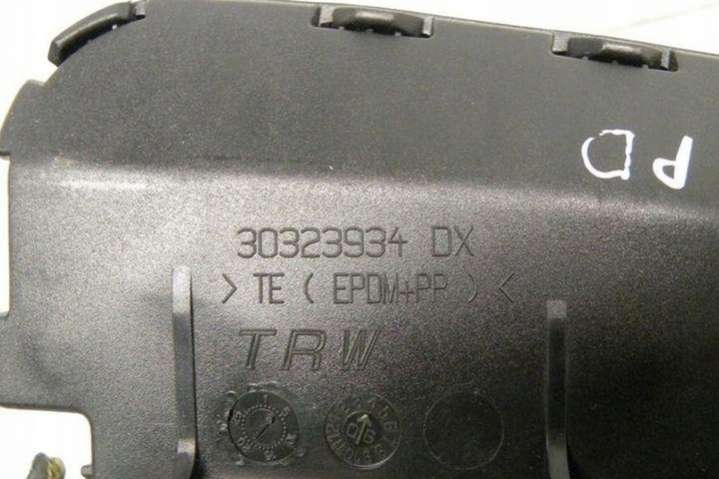 PD
30323934 DX
> TE ( EPDM+PP ) <
TRW